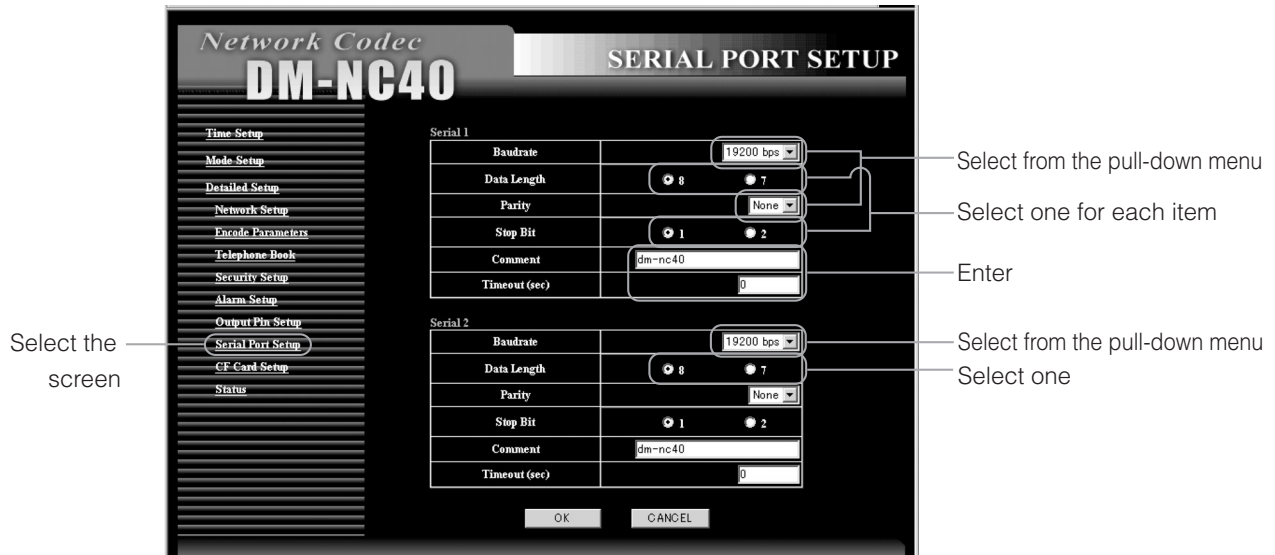 Network Codec
DM-NC40
SERIAL PORT SETUP
Time Setup
Mode Setup
Detailed Setup
Network Setup
Encode Parameters
Telephone Book
Security Setup
Alarm Setup
Output Pin Setup
Serial Port Setup
CF Card Setup
Status
Select the
screen
Serial 1
Baudrate 19200 bps
Data Length 8 7
Parity None
Stop Bit 1 2
Comment dm-nc40
Timeout (sec) 0
Serial 2
Baudrate 19200 bps
Data Length 8 7
Parity None
Stop Bit 1 2
Comment dm-nc40
Timeout (sec) 0
OK CANCEL
Select from the pull-down menu
Select one for each item
Enter
Select from the pull-down menu
Select one